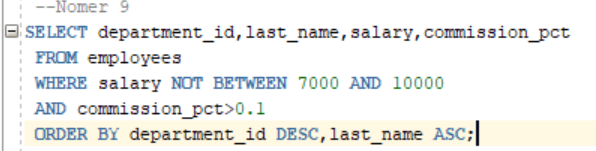 --Nomer 9
SELECT department_id,last_name,salary,commission_pct
FROM employees
WHERE salary NOT BETWEEN 7000 AND 10000
AND commission_pct>0.1
ORDER BY department_id DESC,last_name ASC;